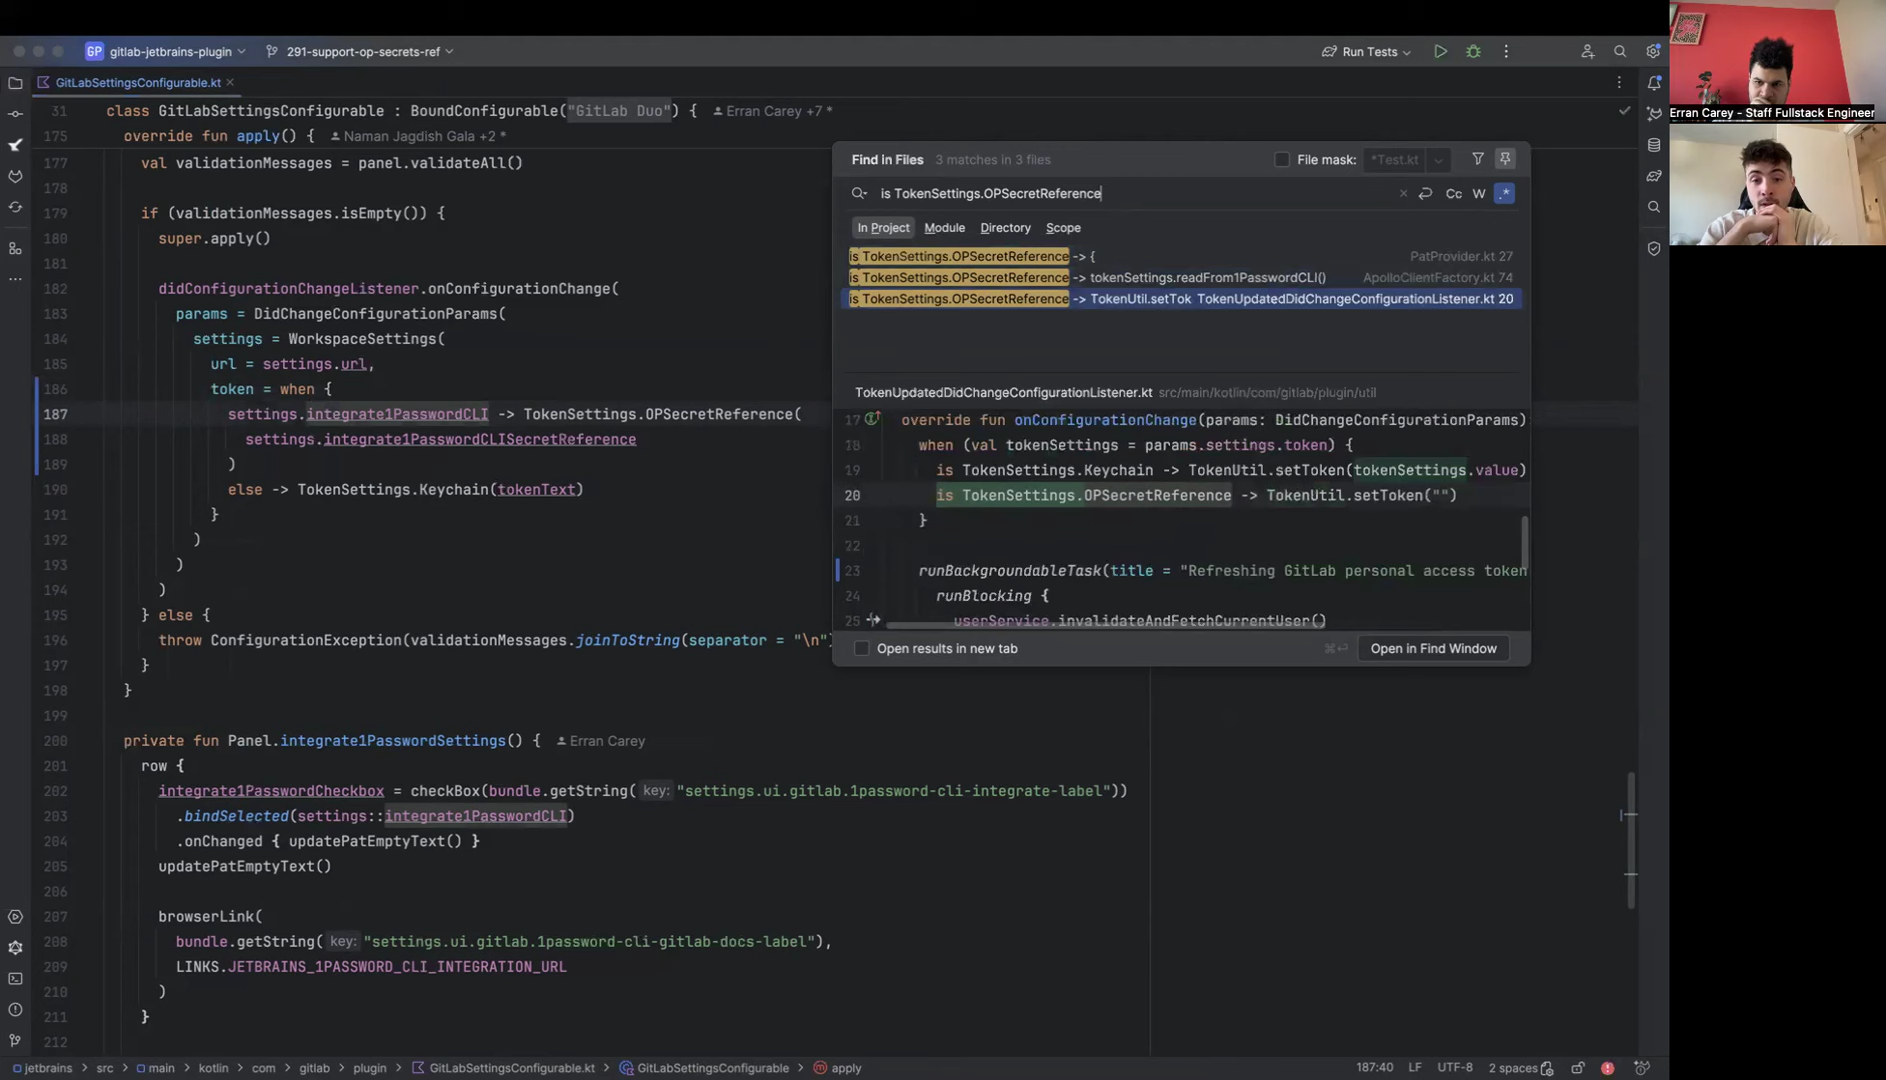 GP gitlab-jetbrains-plugin 291-support-op-secrets-ref Run Tests
GitLabSettingsConfigurable.kt
31 class GitLabSettingsConfigurable : BoundConfigurable("GitLab Duo") { Erran Carey +7 *
175 override fun apply() { Naman Jagdish Gala +2 *
177 val validationMessages = panel.validateAll()
178
179 if (validationMessages.isEmpty()) {
180 super.apply()
181
182 didConfigurationChangeListener.onConfigurationChange(
183 params = DidChangeConfigurationParams(
184 settings = WorkspaceSettings(
185 url = settings.url,
186 token = when {
187 settings.integrate1PasswordCLI -> TokenSettings.OPSecretReference(
188 settings.integrate1PasswordCLISecretReference
189 )
190 else -> TokenSettings.Keychain(tokenText)
191 }
192 )
193 )
194 )
195 } else {
196 throw ConfigurationException(validationMessages.joinToString(separator = "\n")
197 }
198 }
199
200 private fun Panel.integrate1PasswordSettings() { Erran Carey
201 row {
202 integrate1PasswordCheckbox = checkBox(bundle.getString( key: "settings.ui.gitlab.1password-cli-integrate-label"))
203 .bindSelected(settings::integrate1PasswordCLI)
204 .onChanged { updatePatEmptyText() }
205 updatePatEmptyText()
206
207 browserLink(
208 bundle.getString( key: "settings.ui.gitlab.1password-cli-gitlab-docs-label"),
209 LINKS.JETBRAINS_1PASSWORD_CLI_INTEGRATION_URL
210 )
211 }
212
Find in Files 3 matches in 3 files File mask: *Test.kt
is TokenSettings.OPSecretReference Cc W .*
In Project Module Directory Scope
is TokenSettings.OPSecretReference -> { PatProvider.kt 27
is TokenSettings.OPSecretReference -> tokenSettings.readFrom1PasswordCLI() ApolloClientFactory.kt 74
is TokenSettings.OPSecretReference -> TokenUtil.setTok TokenUpdatedDidChangeConfigurationListener.kt 20
TokenUpdatedDidChangeConfigurationListener.kt src/main/kotlin/com/gitlab/plugin/util
17 override fun onConfigurationChange(params: DidChangeConfigurationParams)
18 when (val tokenSettings = params.settings.token) {
19 is TokenSettings.Keychain -> TokenUtil.setToken(tokenSettings.value)
20 is TokenSettings.OPSecretReference -> TokenUtil.setToken("")
21 }
22
23 runBackgroundableTask(title = "Refreshing GitLab personal access token
24 runBlocking {
25 userService.invalidateAndFetchCurrentUser()
Open results in new tab ⌘↵ Open in Find Window
Erran Carey - Staff Fullstack Engineer
jetbrains > src > main > kotlin > com > gitlab > plugin > GitLabSettingsConfigurable.kt > GitLabSettingsConfigurable > apply 187:40 LF UTF-8 2 spaces